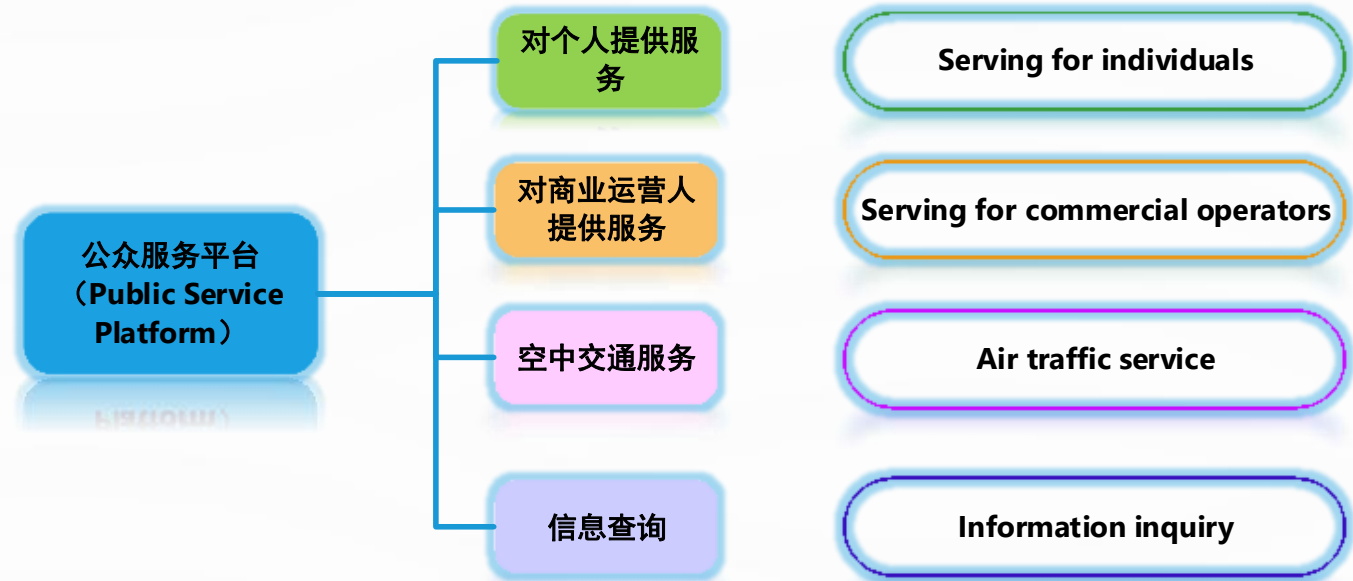 对个人提供服
务
Serving for individuals
对商业运营人
提供服务
Serving for commercial operators
公众服务平台
（Public Service
Platform）
空中交通服务
Air traffic service
信息查询
Information inquiry